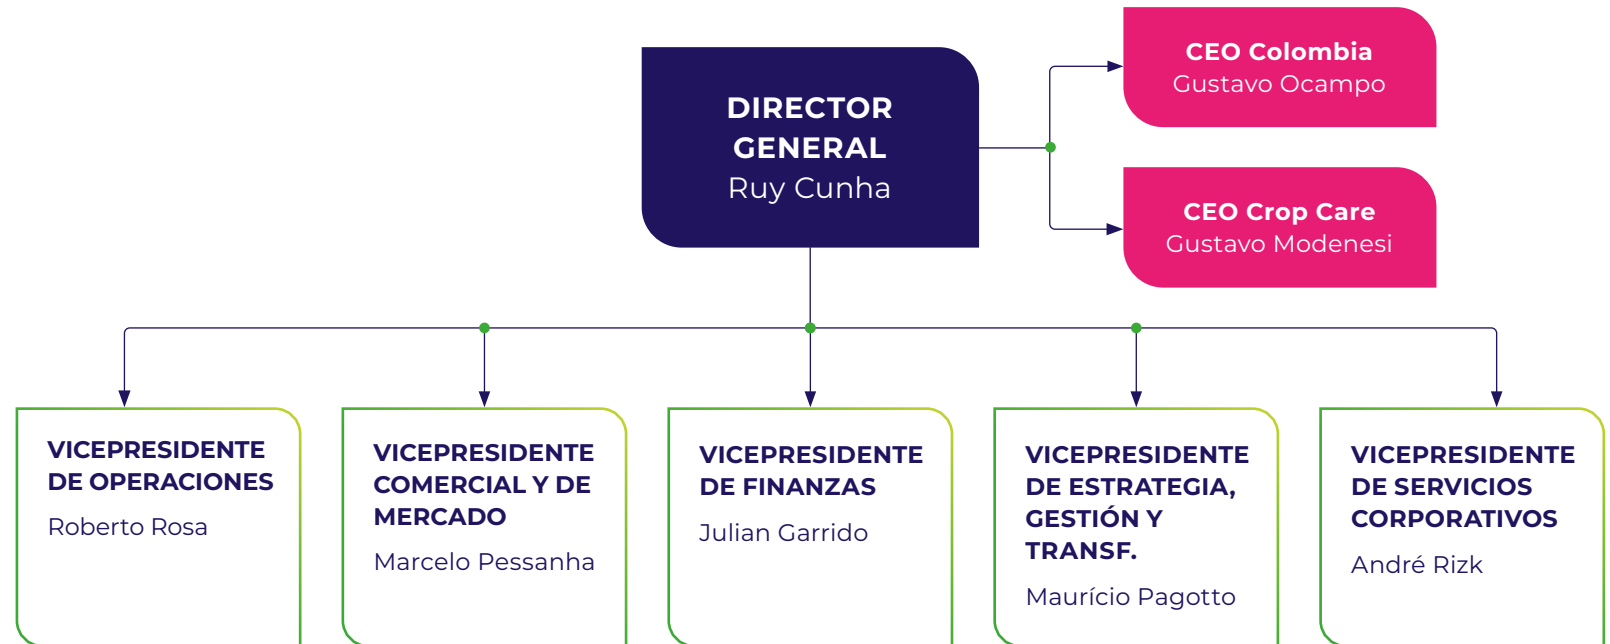 DIRECTOR
GENERAL
Ruy Cunha
CEO Colombia
Gustavo Ocampo
CEO Crop Care
Gustavo Modenesi
VICEPRESIDENTE
DE OPERACIONES
Roberto Rosa
VICEPRESIDENTE
COMERCIAL Y DE
MERCADO
Marcelo Pessanha
VICEPRESIDENTE
DE FINANZAS
Julian Garrido
VICEPRESIDENTE
DE ESTRATEGIA,
GESTIÓN Y
TRANSF.
Maurício Pagotto
VICEPRESIDENTE
DE SERVICIOS
CORPORATIVOS
André Rizk